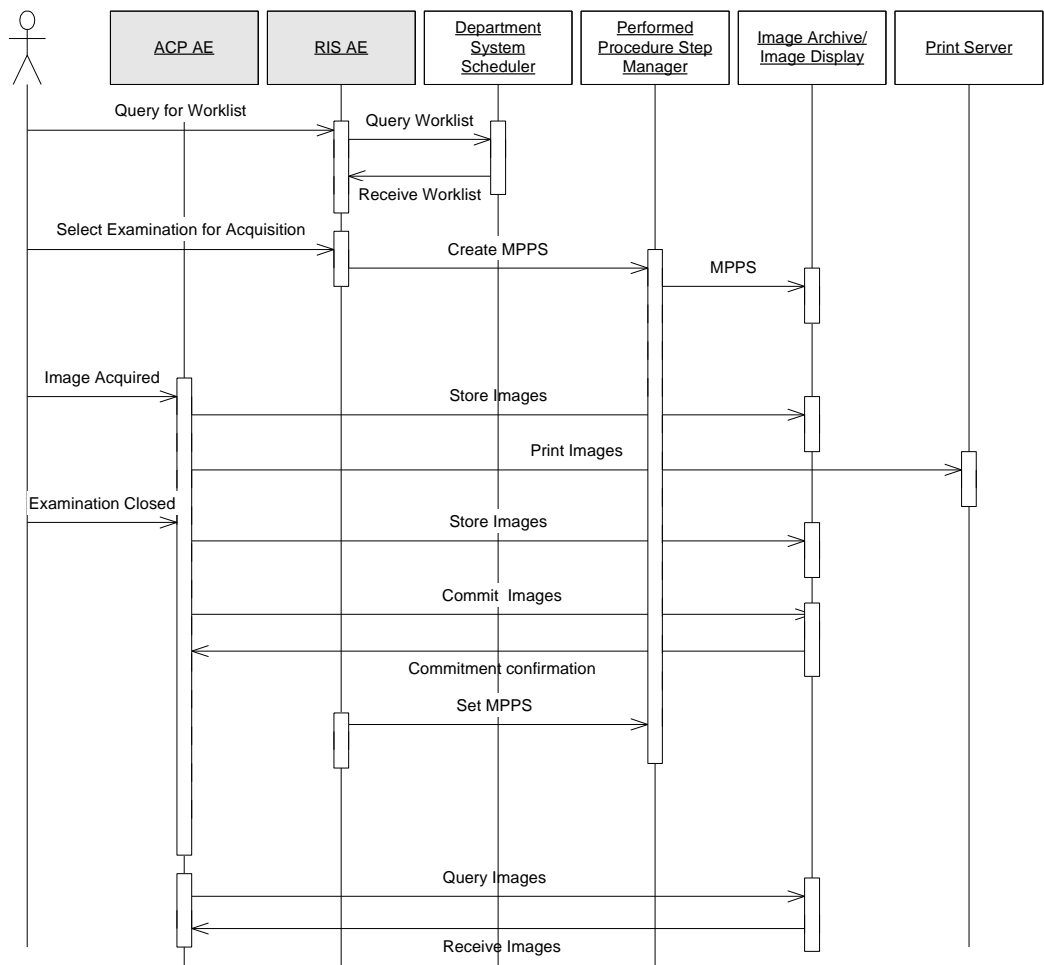 ACP AE
RIS AE
Department
System
Scheduler
Performed
Procedure Step
Manager
Image Archive/
Image Display
Print Server
Query for Worklist
Query Worklist
Receive Worklist
Select Examination for Acquisition
Create MPPS
MPPS
Image Acquired
Store Images
Print Images
Examination Closed
Store Images
Commit  Images
Commitment confirmation
Set MPPS
Query Images
Receive Images